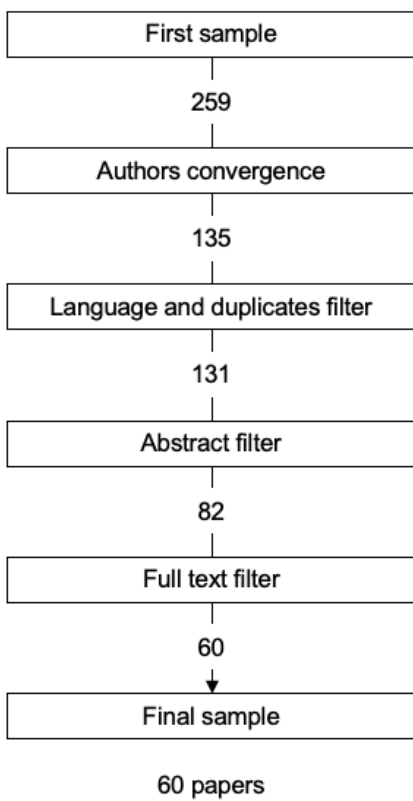 First sample
259
Authors convergence
135
Language and duplicates filter
131
Abstract filter
82
Full text filter
60
Final sample
60 papers